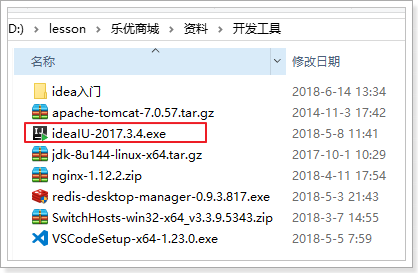 D:) > lesson > 乐优商城 > 资料 > 开发工具
名称 修改日期
idea入门 2018-6-14 13:34
apache-tomcat-7.0.57.tar.gz 2014-11-3 17:42
ideaIU-2017.3.4.exe 2018-5-8 11:41
jdk-8u144-linux-x64.tar.gz 2017-10-1 10:29
nginx-1.12.2.zip 2018-4-11 17:54
redis-desktop-manager-0.9.3.817.exe 2018-5-3 21:43
SwitchHosts-win32-x64_v3.3.9.5343.zip 2018-3-7 14:55
VSCodeSetup-x64-1.23.0.exe 2018-5-5 7:59